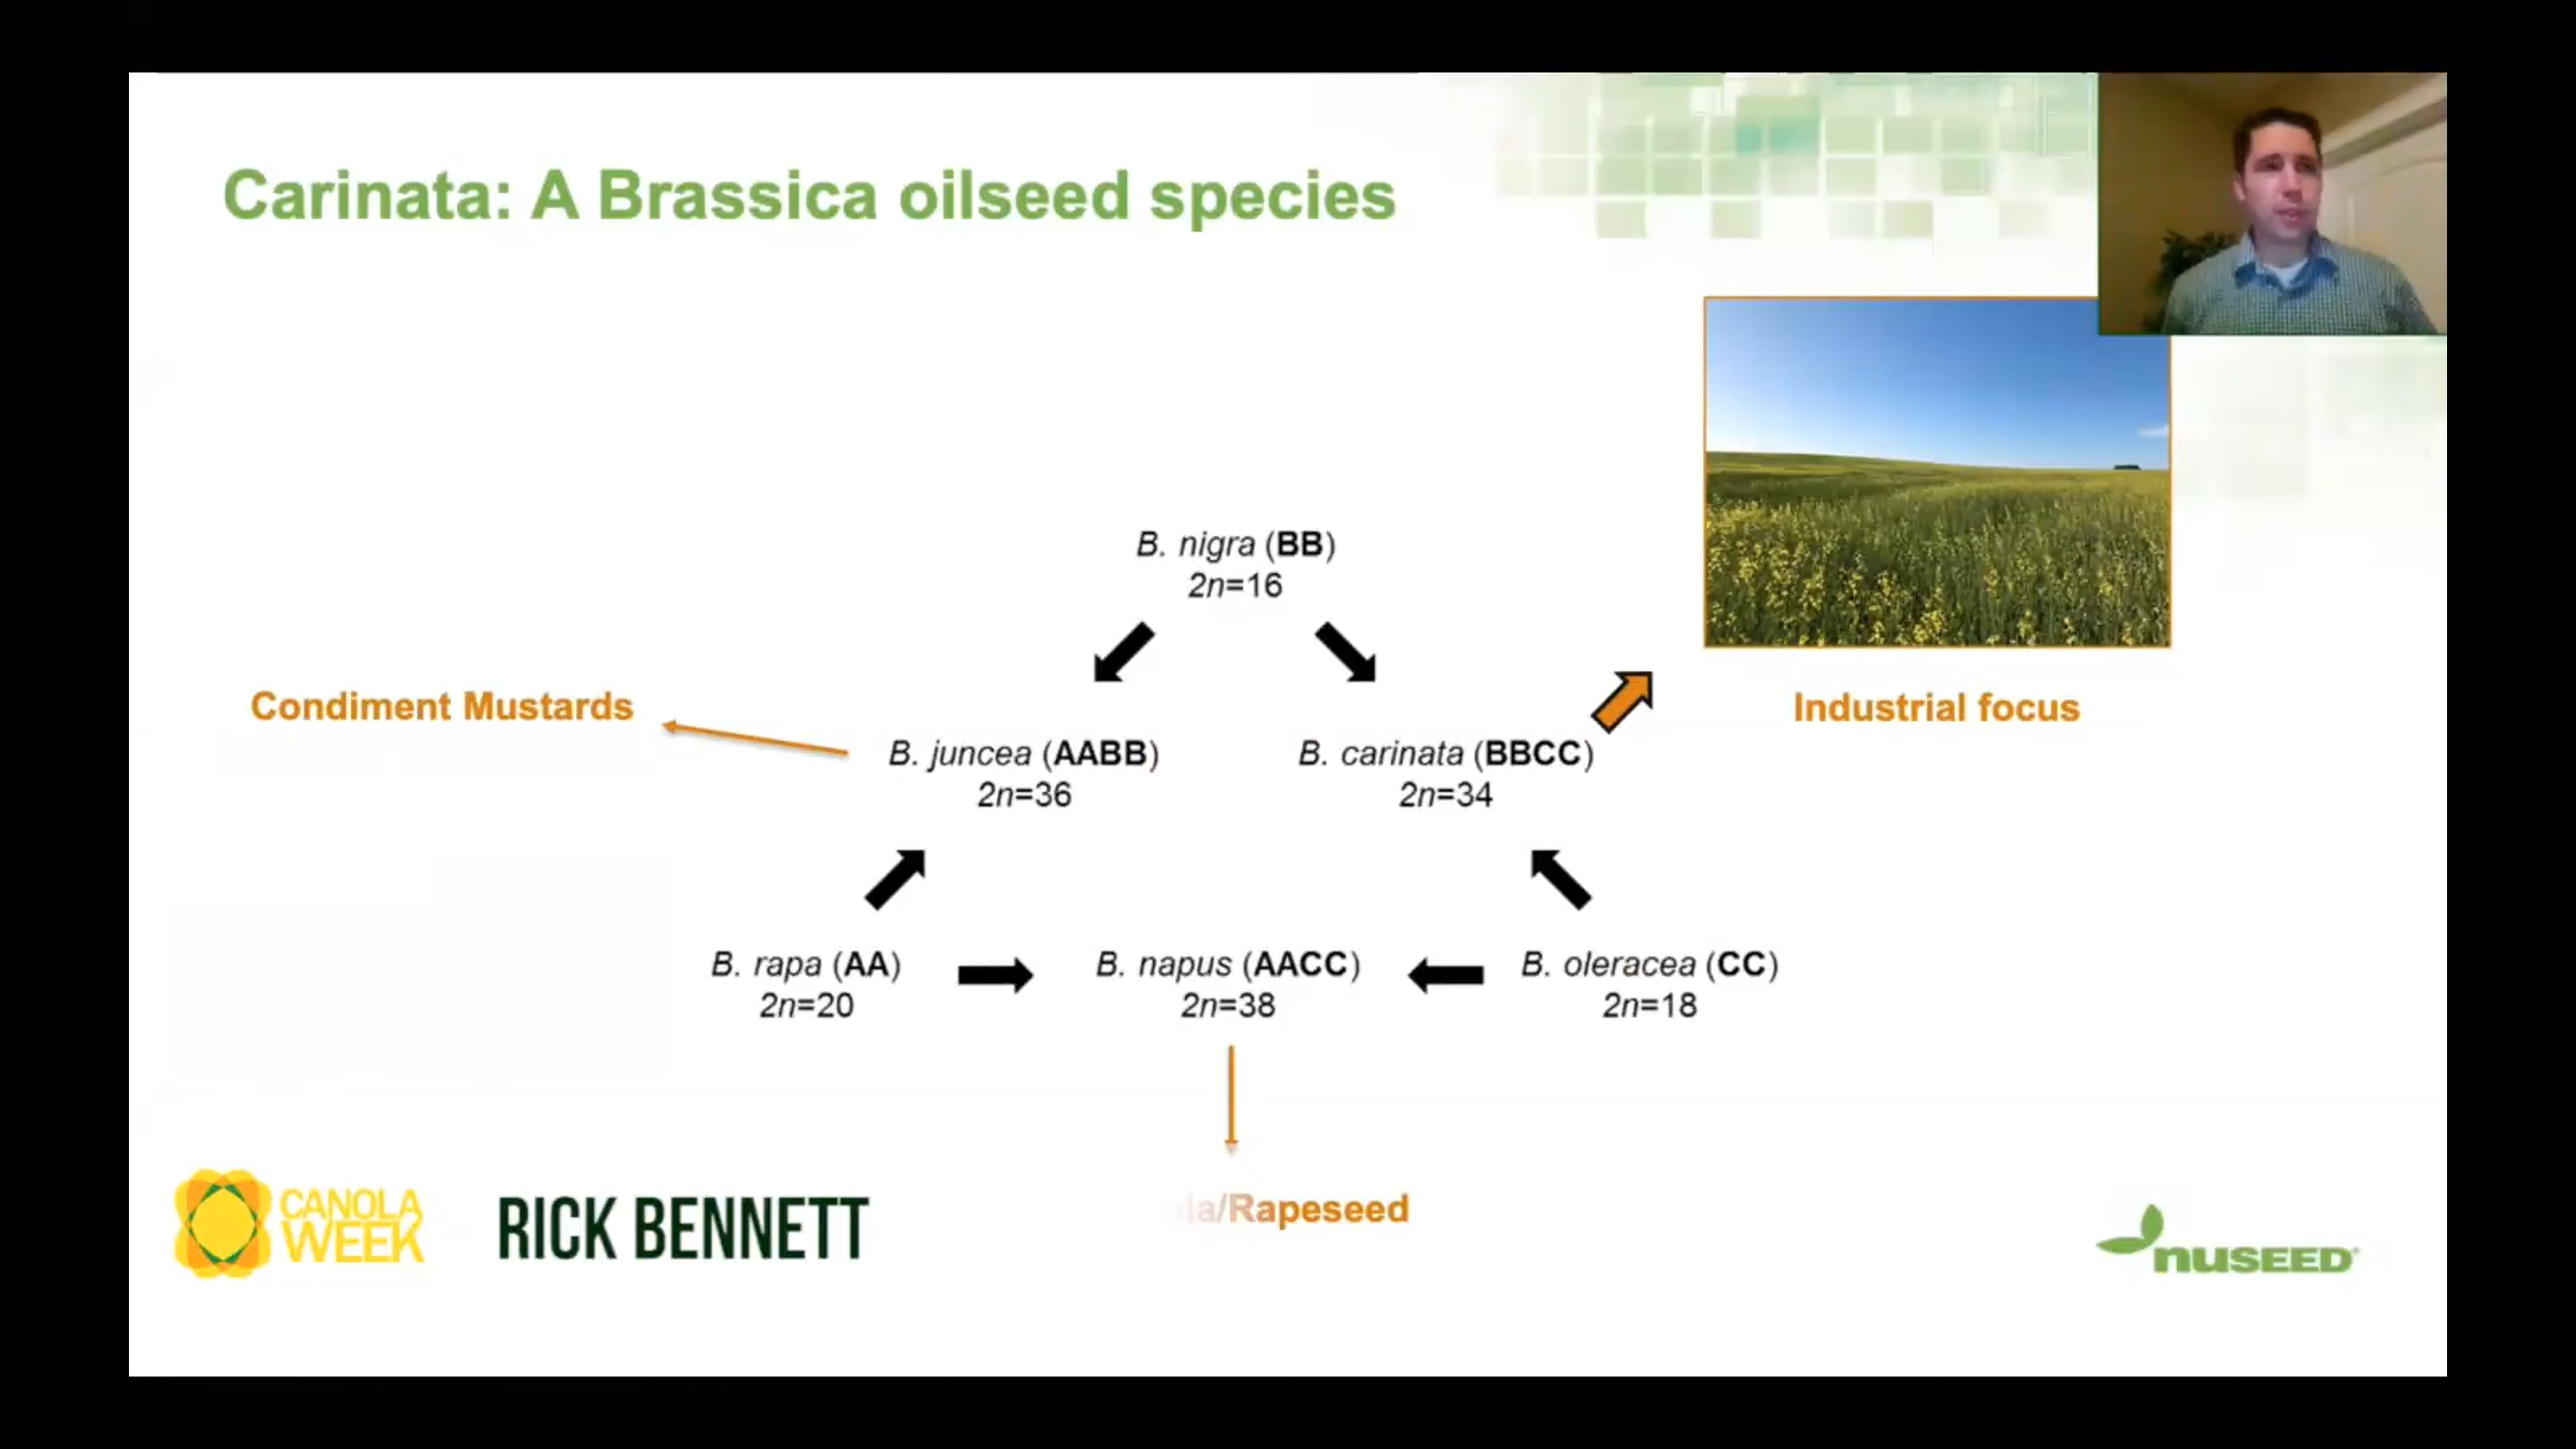 Carinata: A Brassica oilseed species
B. nigra (BB)
2n=16
Condiment Mustards
Industrial focus
B. juncea (AABB)
2n=36
B. carinata (BBCC)
2n=34
B. rapa (AA)
2n=20
B. napus (AACC)
2n=38
B. oleracea (CC)
2n=18
la/Rapeseed
CANOLA
WEEK
RICK BENNETT
nuSEED